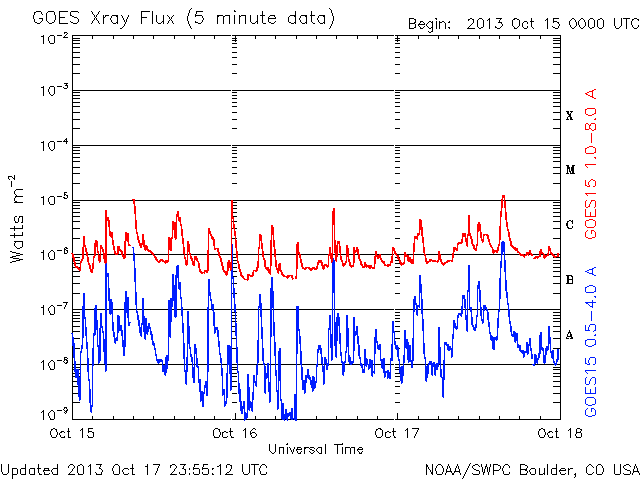 GOES Xray Flux (5 minute data)
Begin: 2013 Oct 15 0000 UTC
10⁻²
10⁻³
10⁻⁴
10⁻⁵
10⁻⁶
10⁻⁷
10⁻⁸
10⁻⁹
Watts m⁻²
X
M
C
B
A
GOES15 1.0-8.0 A
GOES15 0.5-4.0 A
Oct 15
Oct 16
Oct 17
Oct 18
Universal Time
Updated 2013 Oct 17 23:55:12 UTC
NOAA/SWPC Boulder, CO USA